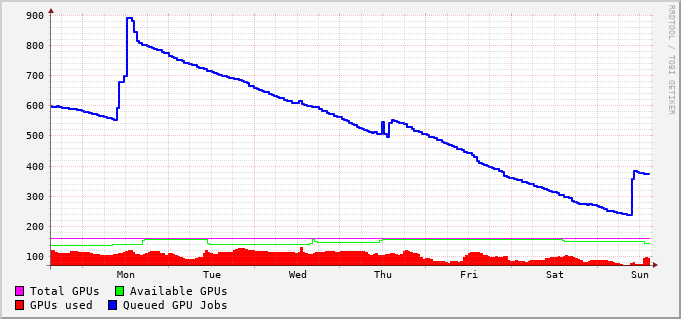 900
800
700
600
500
400
300
200
100
Mon Tue Wed Thu Fri Sat Sun
Total GPUs Available GPUs
GPUs used Queued GPU Jobs
RRDTOOL / TOBI OETIKER